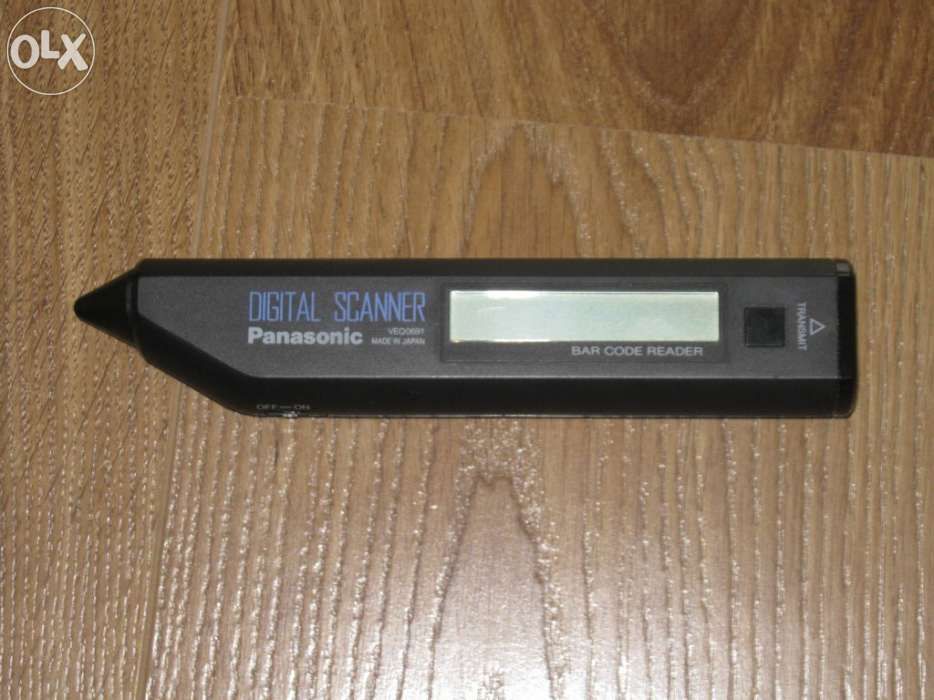 OLX
DIGITAL SCANNER
Panasonic
VEQ0691
MADE IN JAPAN
BAR CODE READER
TRANSMIT
OFF — ON